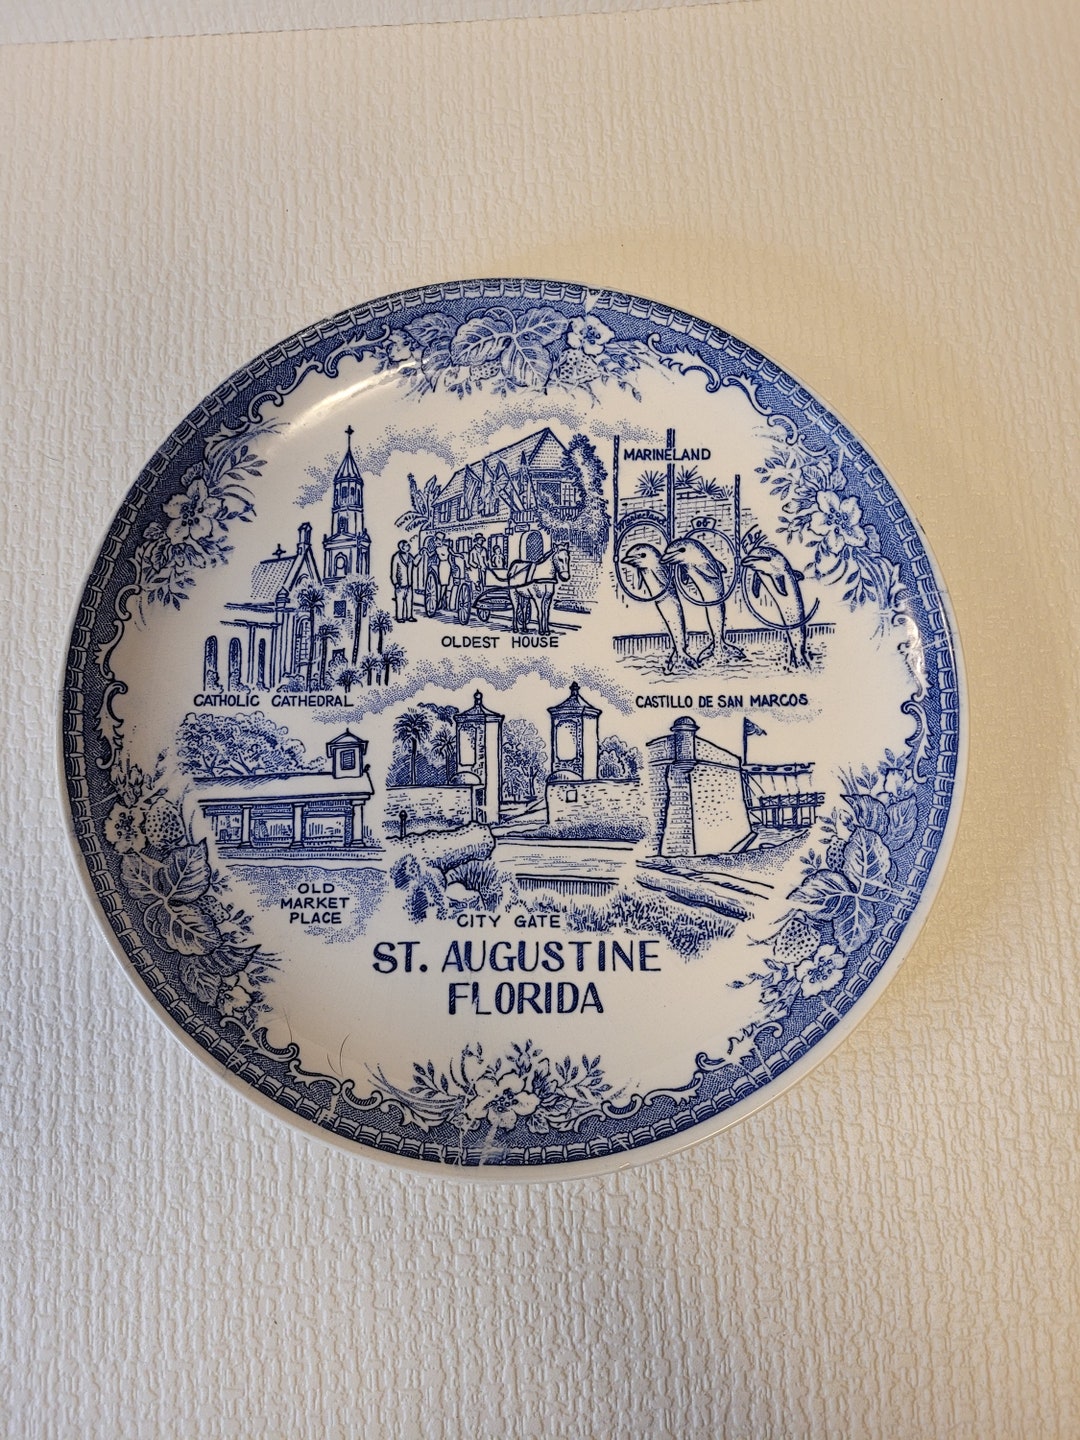 MARINELAND
OLDEST HOUSE
CATHOLIC CATHEDRAL
CASTILLO DE SAN MARCOS
OLD
MARKET
PLACE
CITY GATE
ST. AUGUSTINE
FLORIDA